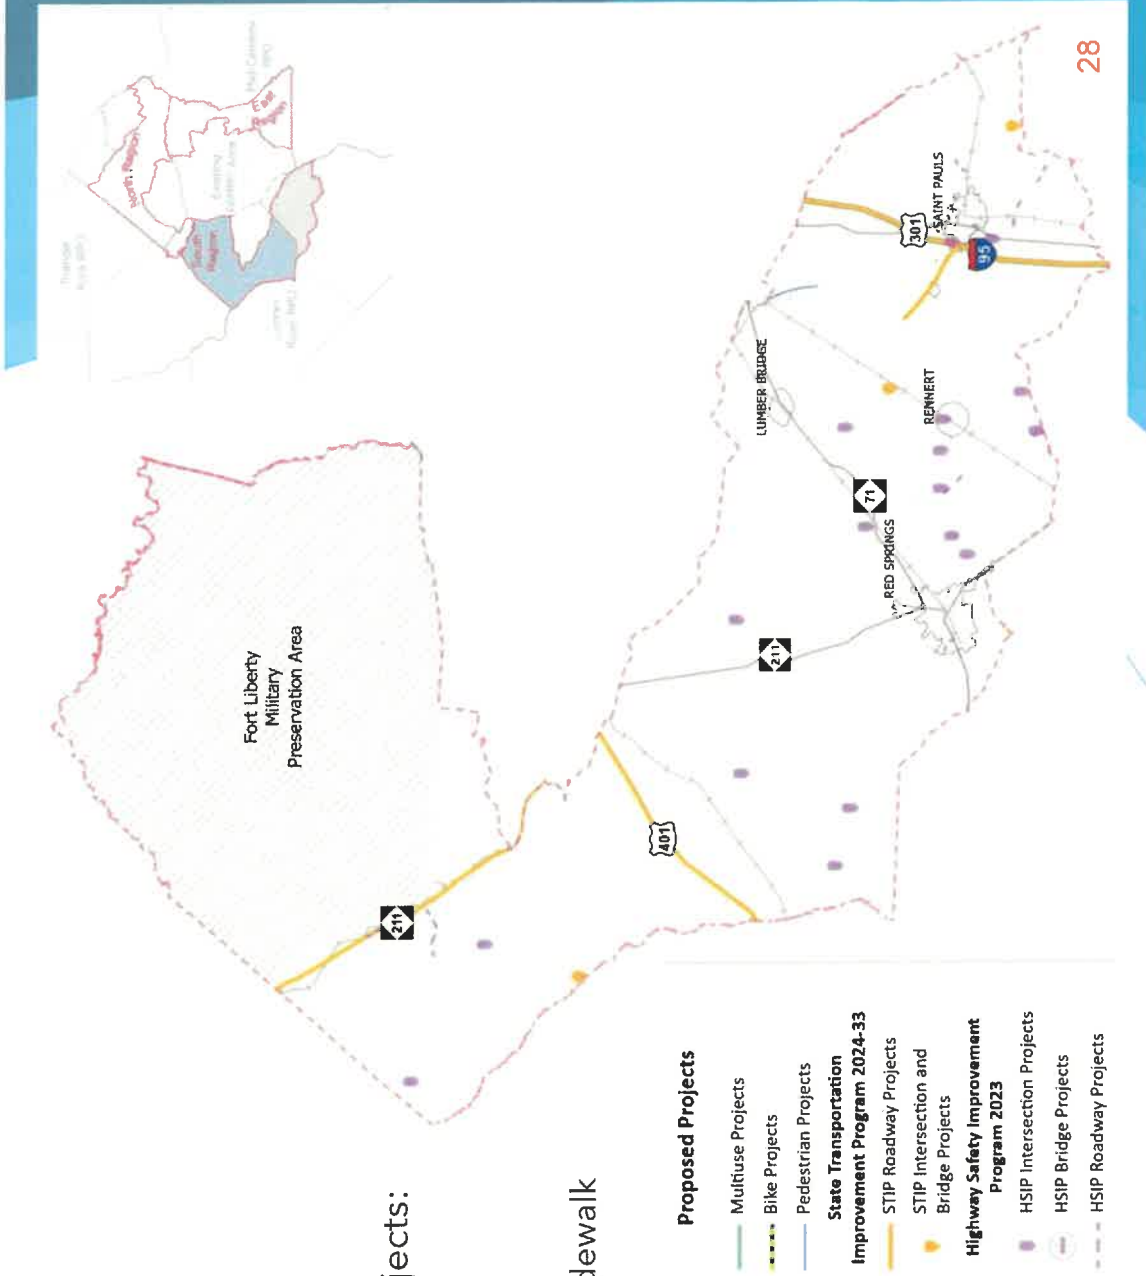 jects:
dewalk
North Region
South
Region
East
Fort Liberty
Military
Preservation Area
211
401
211
LUMBER BRIDGE
71
RED SPRINGS
RENNERT
301
SAINT PAULS
95
Proposed Projects
Multiuse Projects
Bike Projects
Pedestrian Projects
State Transportation
Improvement Program 2024-33
STIP Roadway Projects
STIP Intersection and
Bridge Projects
Highway Safety Improvement
Program 2023
HSIP Intersection Projects
HSIP Bridge Projects
HSIP Roadway Projects
28